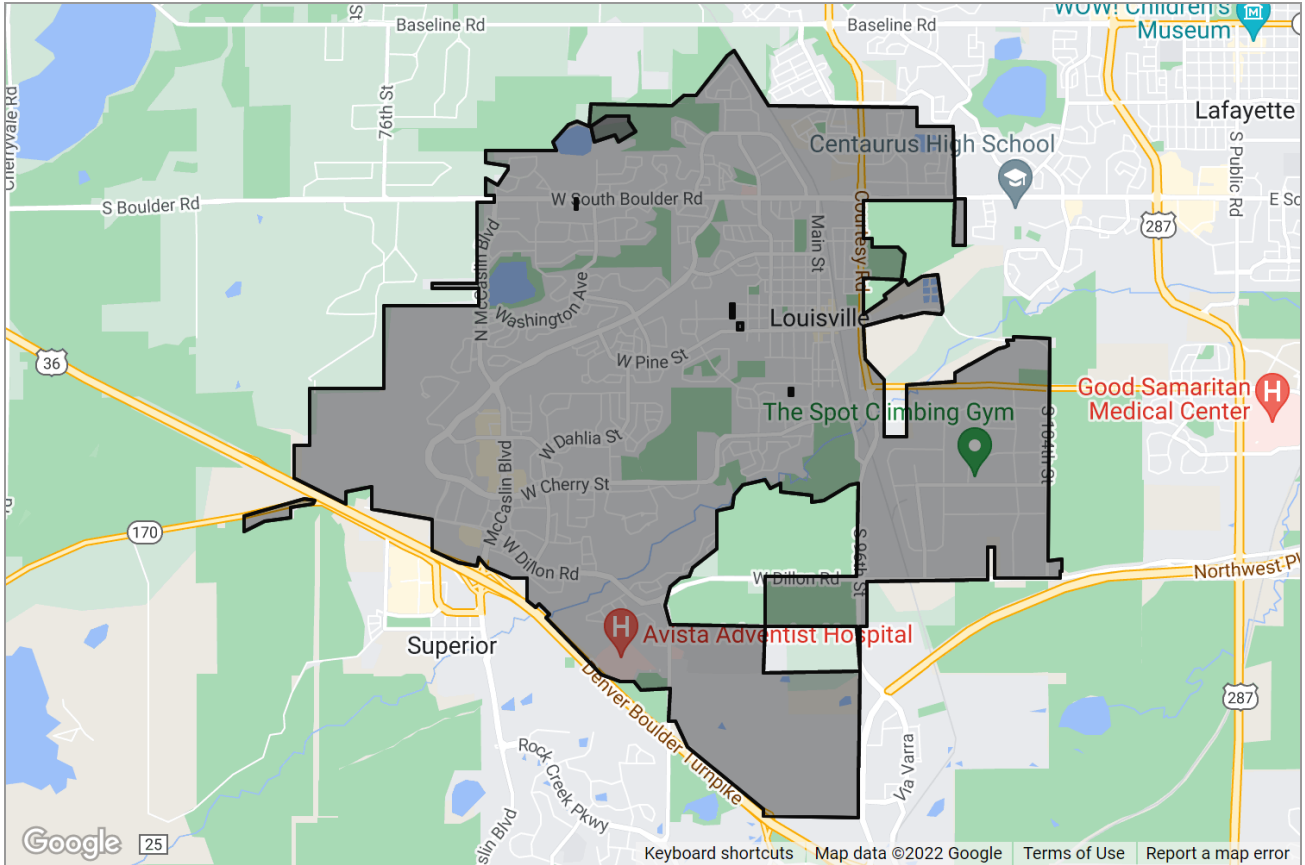 WOW! Children's
Museum
Baseline Rd
Baseline Rd
St
Cherryvale Rd
76th St
Lafayette
Centaurus High School
S Public Rd
S Boulder Rd
W South Boulder Rd
287
Main St
Courtesy Rd
N McCaslin Blvd
Washington Ave
Louisville
36
W Pine St
Good Samaritan
Medical Center
H
The Spot Climbing Gym
S 104th St
W Dahlia St
McCaslin Blvd
W Cherry St
170
W Dillon Rd
W Dillon Rd
S 96th St
Northwest
H
Avista Adventist Hospital
Superior
287
Denver Boulder Turnpike
Rock Creek Pkwy
Via Varra
slin Blvd
Google
25
Keyboard shortcuts
Map data ©2022 Google
Terms of Use
Report a map error